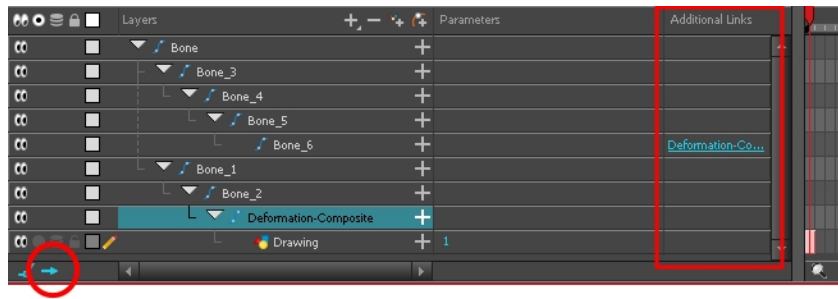 Layers Parameters Additional Links
Bone
Bone_3
Bone_4
Bone_5
Bone_6 Deformation-Co...
Bone_1
Bone_2
Deformation-Composite
Drawing 1